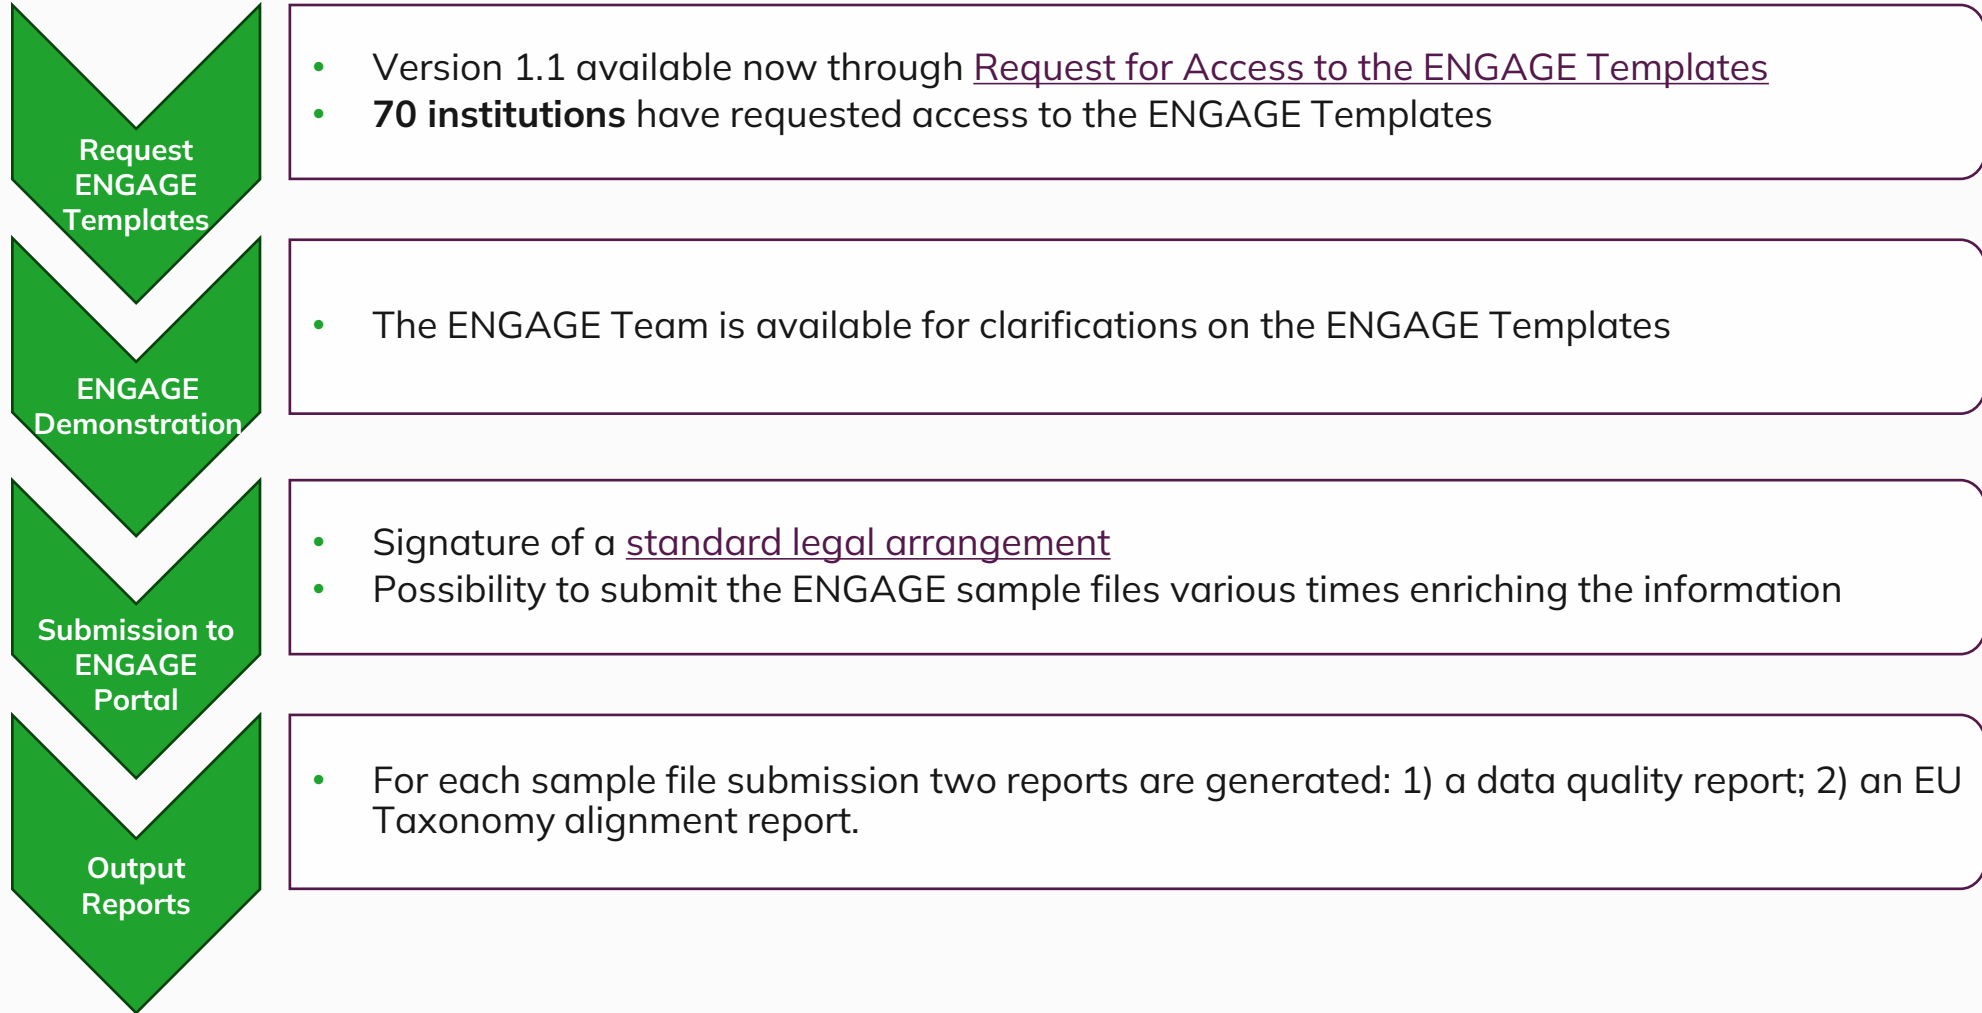 Request
ENGAGE
Templates
• Version 1.1 available now through Request for Access to the ENGAGE Templates
• 70 institutions have requested access to the ENGAGE Templates
ENGAGE
Demonstration
• The ENGAGE Team is available for clarifications on the ENGAGE Templates
Submission to
ENGAGE
Portal
• Signature of a standard legal arrangement
• Possibility to submit the ENGAGE sample files various times enriching the information
Output
Reports
• For each sample file submission two reports are generated: 1) a data quality report; 2) an EU
Taxonomy alignment report.